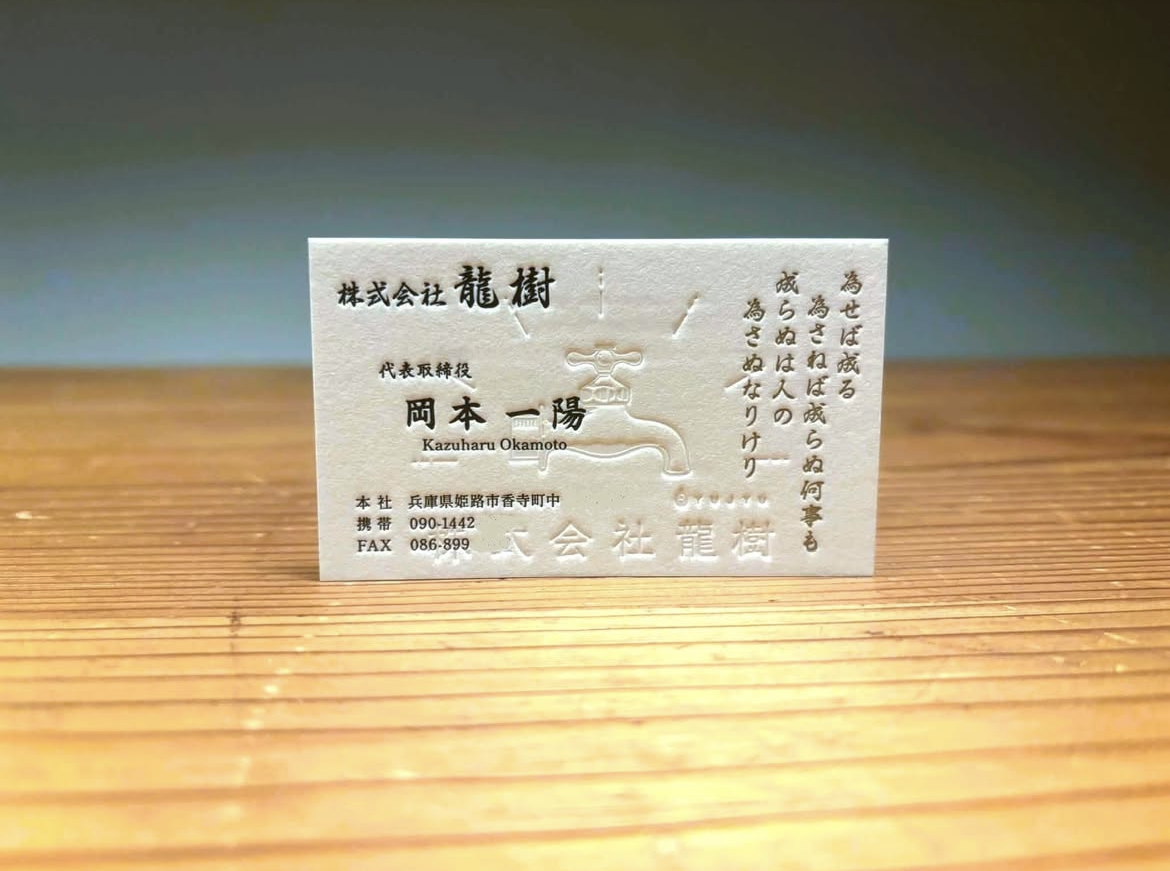 株式会社 龍樹
代表取締役
岡本 一陽
Kazuharu Okamoto
本社 兵庫県姫路市香寺町中
携帯 090-1442
FAX 086-899
為せば成る
為さねば成らぬ何事も
成らぬは人の
為さぬなりけり
RYUJYU
株式会社龍樹